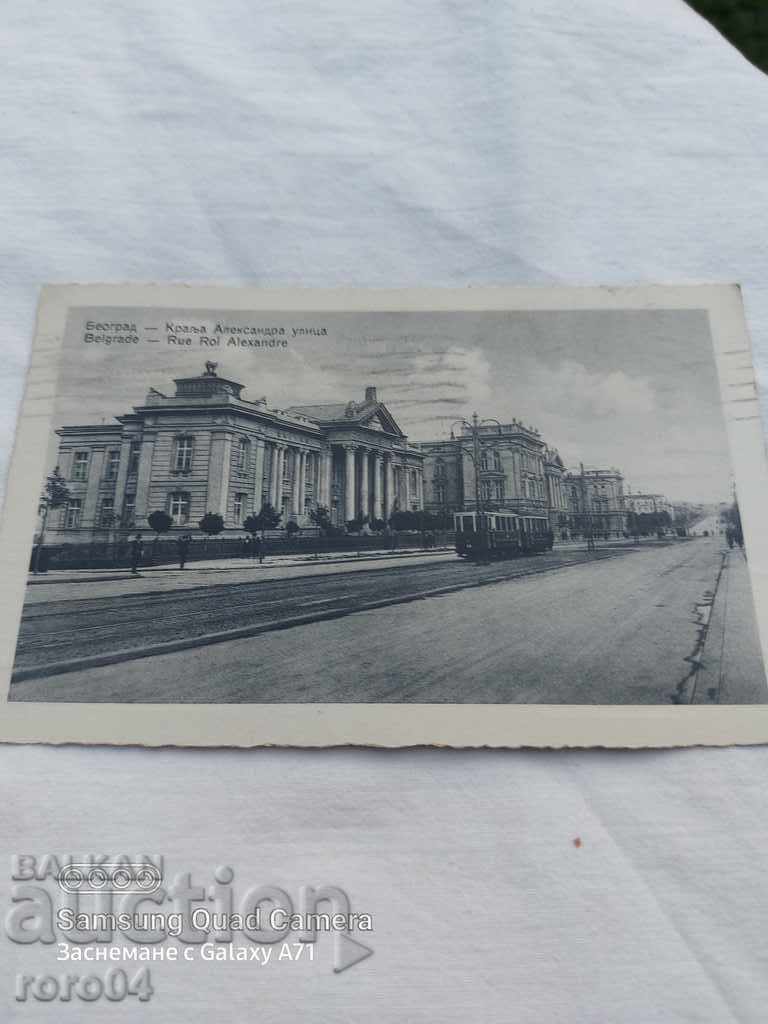 Београд — Краља Александра улица
Belgrade — Rue Roi Alexandre
BALKAN
auction
Samsung Quad Camera
Заснемане с Galaxy A71
roro04